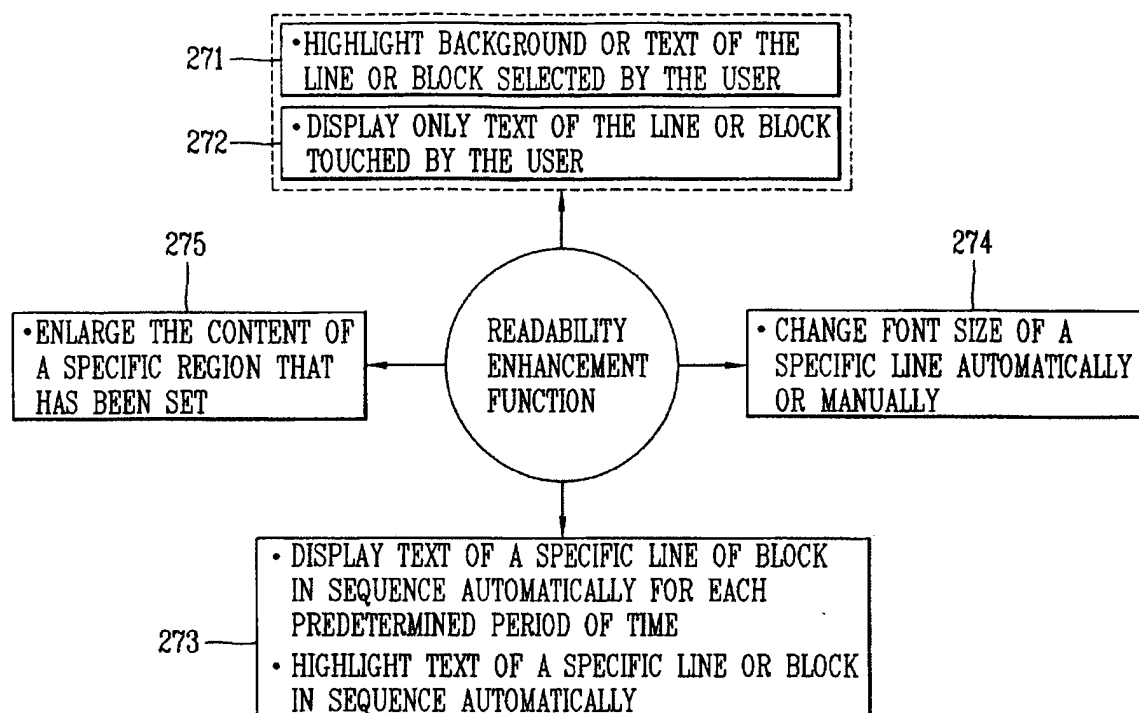 271
•HIGHLIGHT BACKGROUND OR TEXT OF THE
LINE OR BLOCK SELECTED BY THE USER
272
•DISPLAY ONLY TEXT OF THE LINE OR BLOCK
TOUCHED BY THE USER
275
•ENLARGE THE CONTENT OF
A SPECIFIC REGION THAT
HAS BEEN SET
READABILITY
ENHANCEMENT
FUNCTION
274
•CHANGE FONT SIZE OF A
SPECIFIC LINE AUTOMATICALLY
OR MANUALLY
273
•DISPLAY TEXT OF A SPECIFIC LINE OF BLOCK
IN SEQUENCE AUTOMATICALLY FOR EACH
PREDETERMINED PERIOD OF TIME
•HIGHLIGHT TEXT OF A SPECIFIC LINE OR BLOCK
IN SEQUENCE AUTOMATICALLY